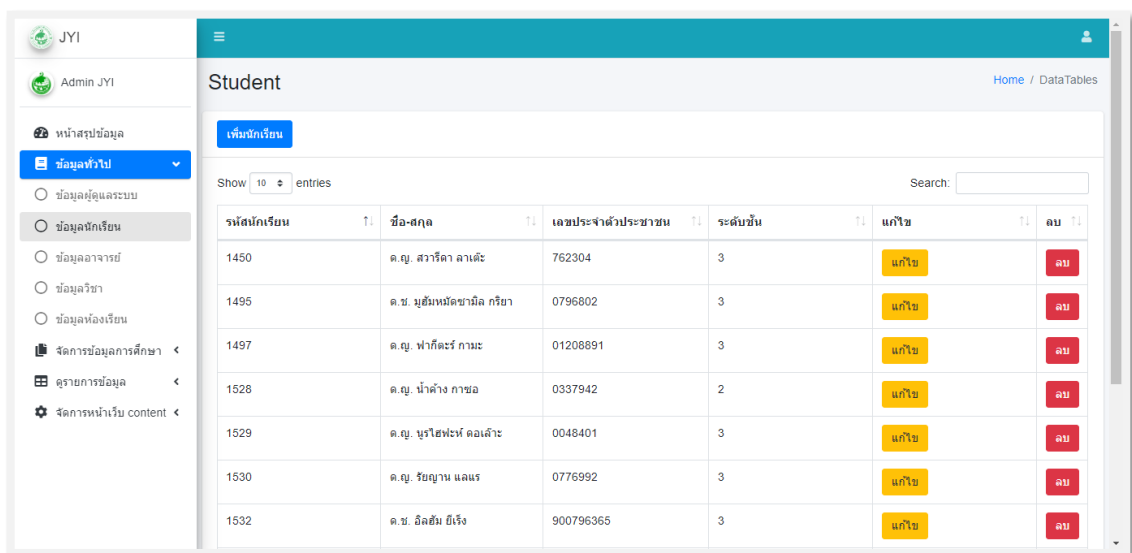 JYI
Admin JYI
หน้าสรุปข้อมูล
ข้อมูลทั่วไป
ข้อมูลผู้ดูแลระบบ
ข้อมูลนักเรียน
ข้อมูลอาจารย์
ข้อมูลวิชา
ข้อมูลห้องเรียน
จัดการข้อมูลการศึกษา
ดูรายการข้อมูล
จัดการหน้าเว็บ content
Student
Home / DataTables
เพิ่มนักเรียน
Show 10 entries
Search:
รหัสนักเรียน ชื่อ-สกุล เลขประจำตัวประชาชน ระดับชั้น แก้ไข ลบ
1450 ด.ญ. สวารีดา ลาเต๊ะ 762304 3 แก้ไข ลบ
1495 ด.ช. มูฮัมหมัดซามิล กริยา 0796802 3 แก้ไข ลบ
1497 ด.ญ. ฟากีตะร์ กามะ 01208891 3 แก้ไข ลบ
1528 ด.ญ. น้ำค้าง กาซอ 0337942 2 แก้ไข ลบ
1529 ด.ญ. นูรไฮฟะห์ ดอเล๊าะ 0048401 3 แก้ไข ลบ
1530 ด.ญ. รัยญาน แลแร 0776992 3 แก้ไข ลบ
1532 ด.ช. อิลฮัม ยีเร็ง 900796365 3 แก้ไข ลบ